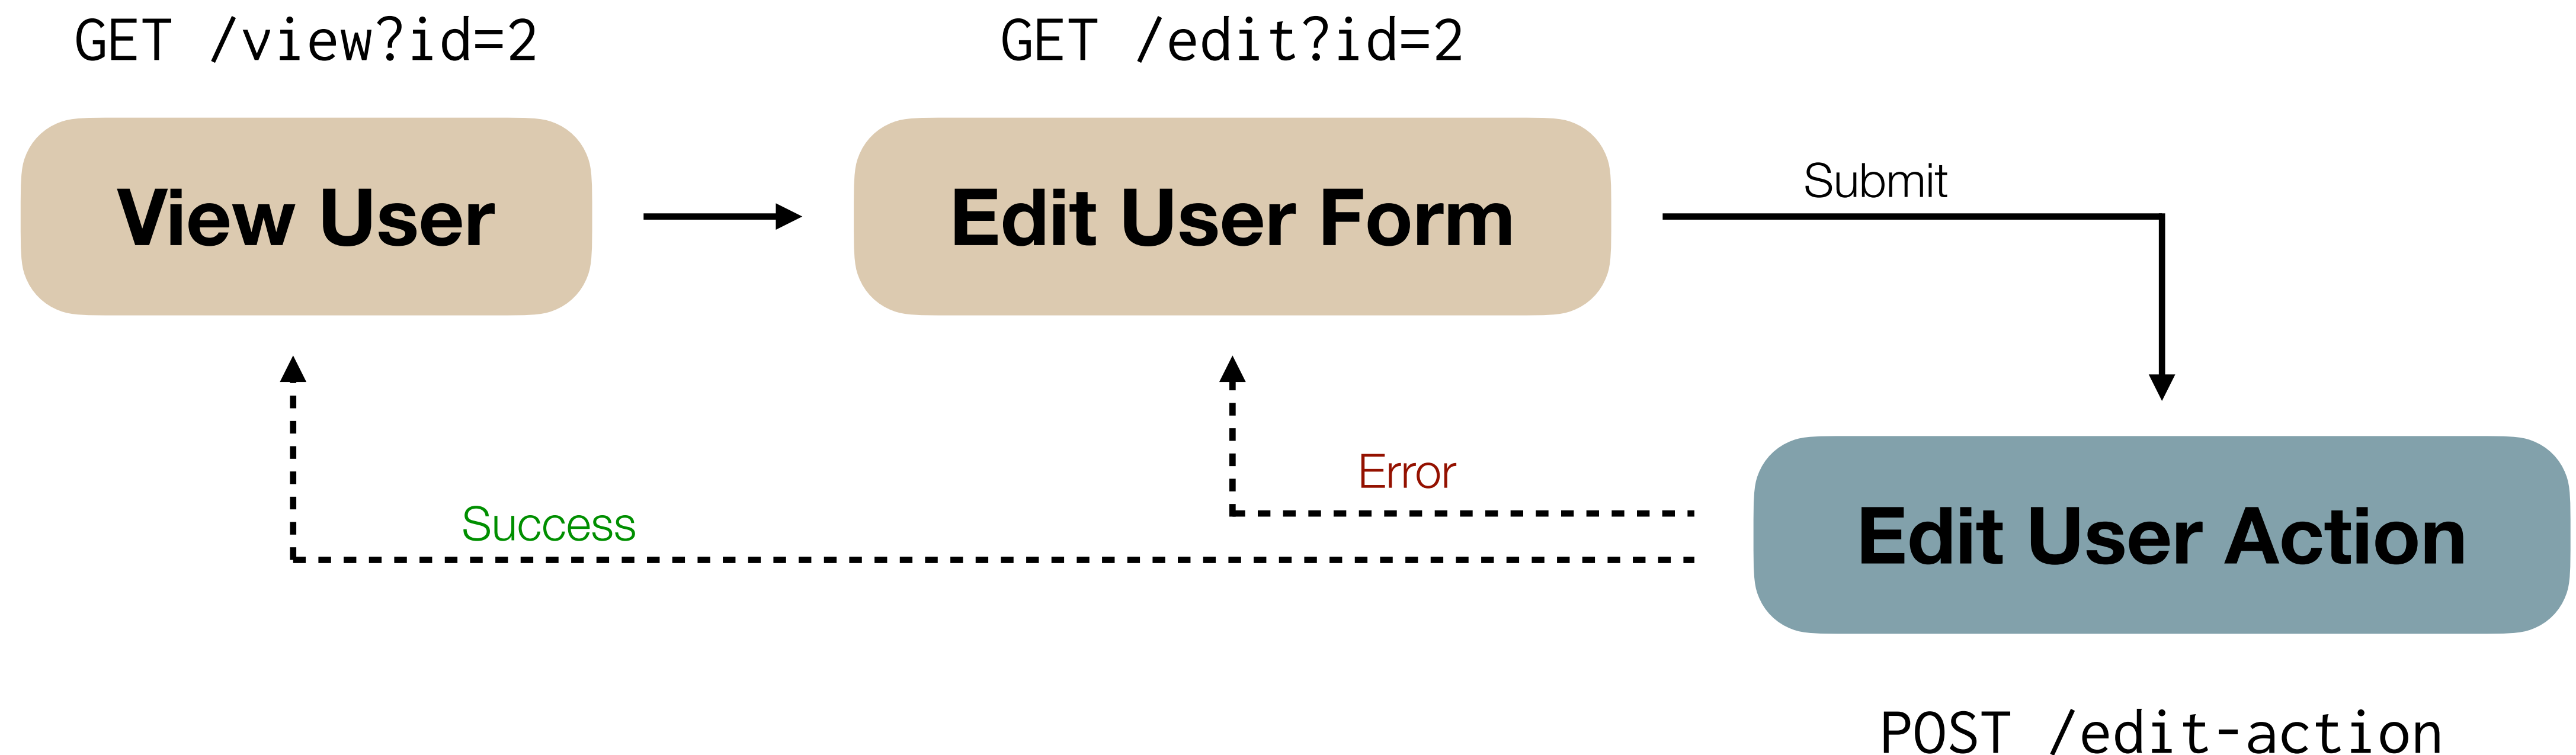 GET /view?id=2
GET /edit?id=2
View User
Edit User Form
Submit
Error
Success
Edit User Action
POST /edit-action